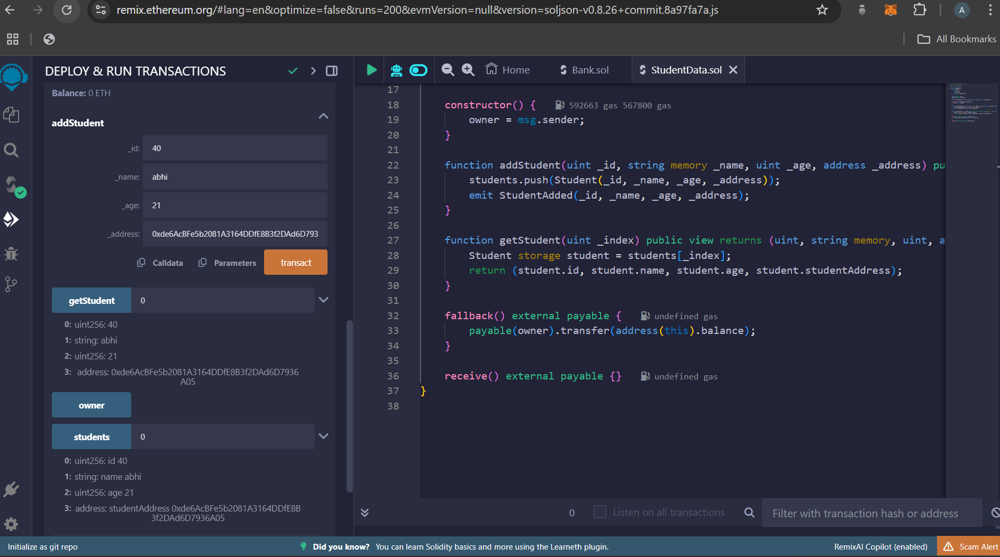 remix.ethereum.org/#lang=en&optimize=false&runs=200&evmVersion=null&version=soljson-v0.8.26+commit.8a97fa7a.js
A
All Bookmarks
DEPLOY & RUN TRANSACTIONS
Balance: 0 ETH
addStudent
_id: 40
_name: abhi
_age: 21
_address: 0xde6AcBFe5b2081A3164DDfE8B3f2DAd6D793
Calldata Parameters transact
getStudent 0
0: uint256: 40
1: string: abhi
2: uint256: 21
3: address: 0xde6AcBFe5b2081A3164DDfE8B3f2DAd6D7936
A05
owner
students 0
0: uint256: id 40
1: string: name abhi
2: uint256: age 21
3: address: studentAddress 0xde6AcBFe5b2081A3164DDfE8B
3f2DAd6D7936A05
Home Bank.sol StudentData.sol
17
18 constructor() { 592663 gas 567800 gas
19 owner = msg.sender;
20 }
21
22 function addStudent(uint _id, string memory _name, uint _age, address _address) pu
23 students.push(Student(_id, _name, _age, _address));
24 emit StudentAdded(_id, _name, _age, _address);
25 }
26
27 function getStudent(uint _index) public view returns (uint, string memory, uint, a
28 Student storage student = students[_index];
29 return (student.id, student.name, student.age, student.studentAddress);
30 }
31
32 fallback() external payable { undefined gas
33 payable(owner).transfer(address(this).balance);
34 }
35
36 receive() external payable {} undefined gas
37 }
38
0 Listen on all transactions Filter with transaction hash or address
Initialize as git repo
Did you know? You can learn Solidity basics and more using the Learneth plugin.
RemixAI Copilot (enabled)
Scam Alert